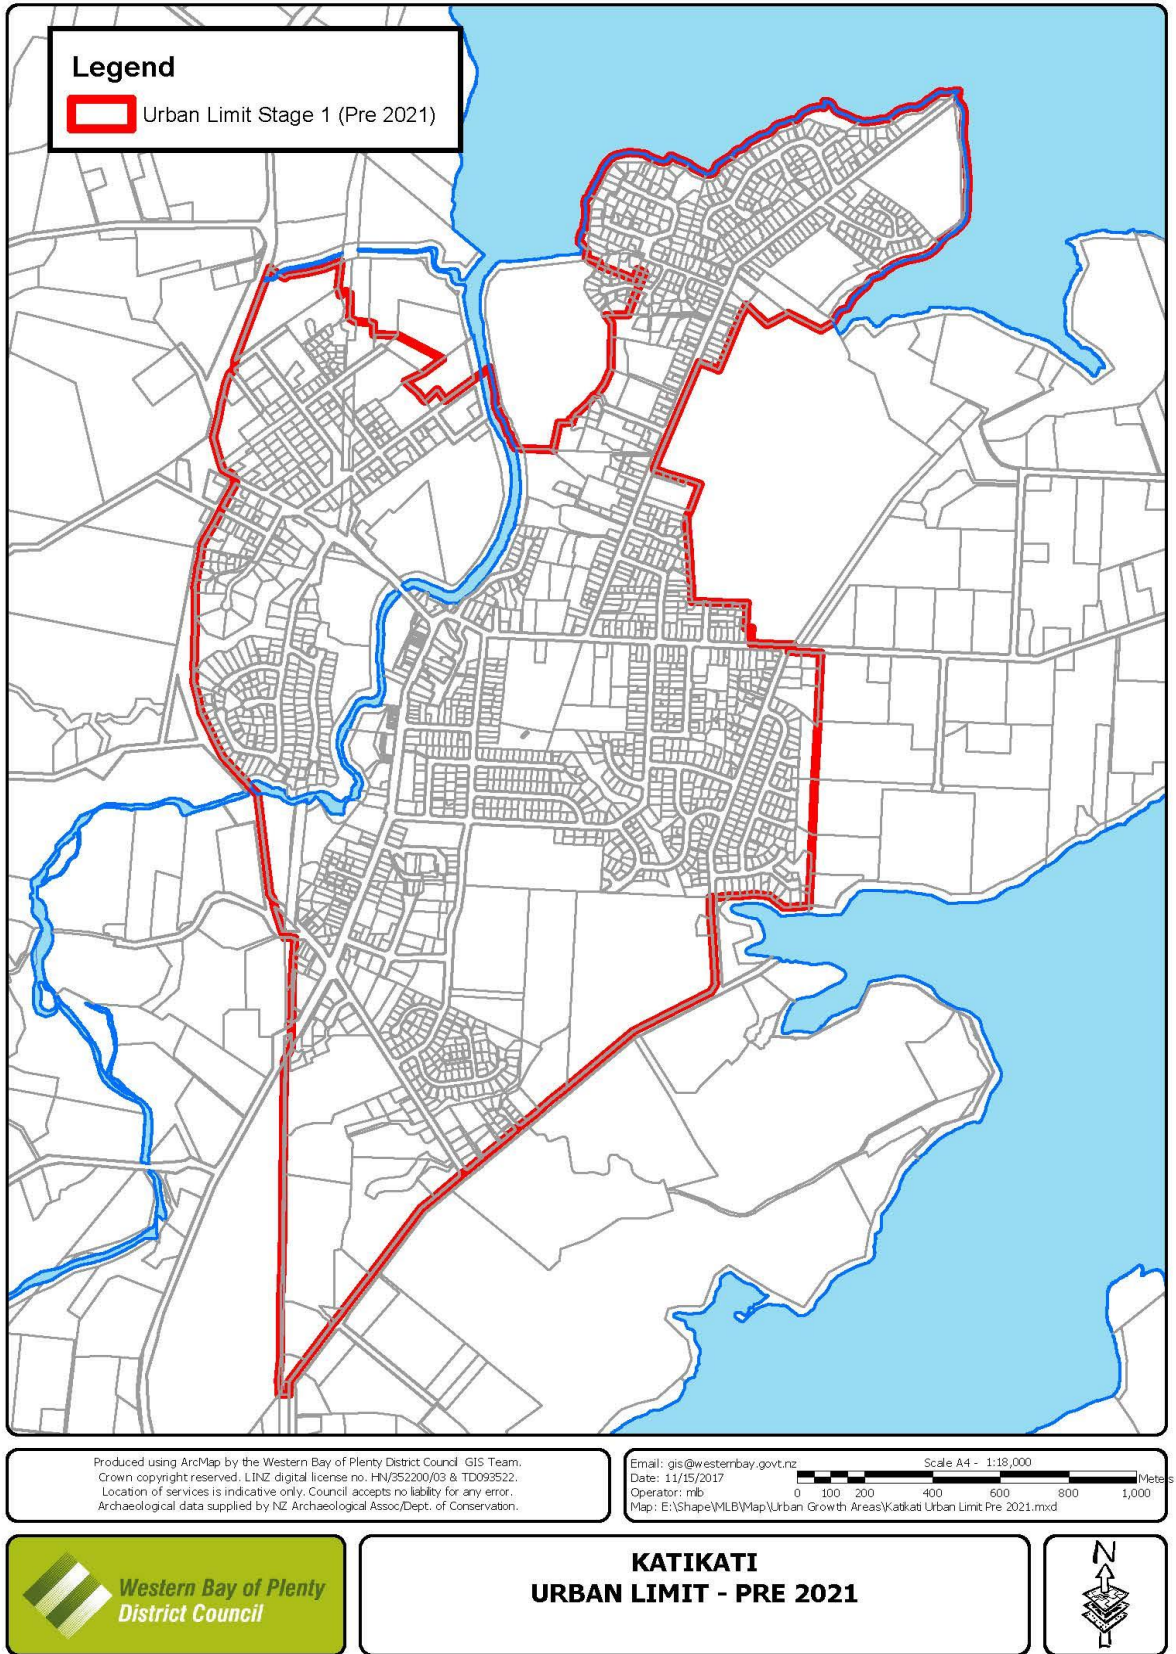 Legend
Urban Limit Stage 1 (Pre 2021)
Produced using ArcMap by the Western Bay of Plenty District Council GIS Team.
Crown copyright reserved. LINZ digital license no. HN/352200/03 & TD093522.
Location of services is indicative only. Council accepts no liability for any error.
Archaeological data supplied by NZ Archaeological Assoc/Dept. of Conservation.
Email: gis@westernbay.govt.nz
Date: 11/15/2017
Operator: mlb
Map: E:\Shape\MLB\Map\Urban Growth Areas\Katikati Urban Limit Pre 2021.mxd
Scale A4 - 1:18,000
Meters
0 100 200 400 600 800 1,000
Western Bay of Plenty
District Council
KATIKATI
URBAN LIMIT - PRE 2021
N